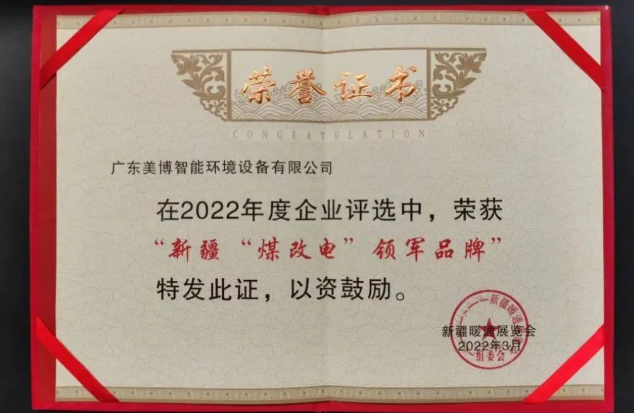 荣誉证书
CONGRATULATION
广东美博智能环境设备有限公司
在2022年度企业评选中，荣获
“新疆“煤改电”领军品牌”
特发此证，以资鼓励。
新疆暖通展览会
2022年3月
组委会